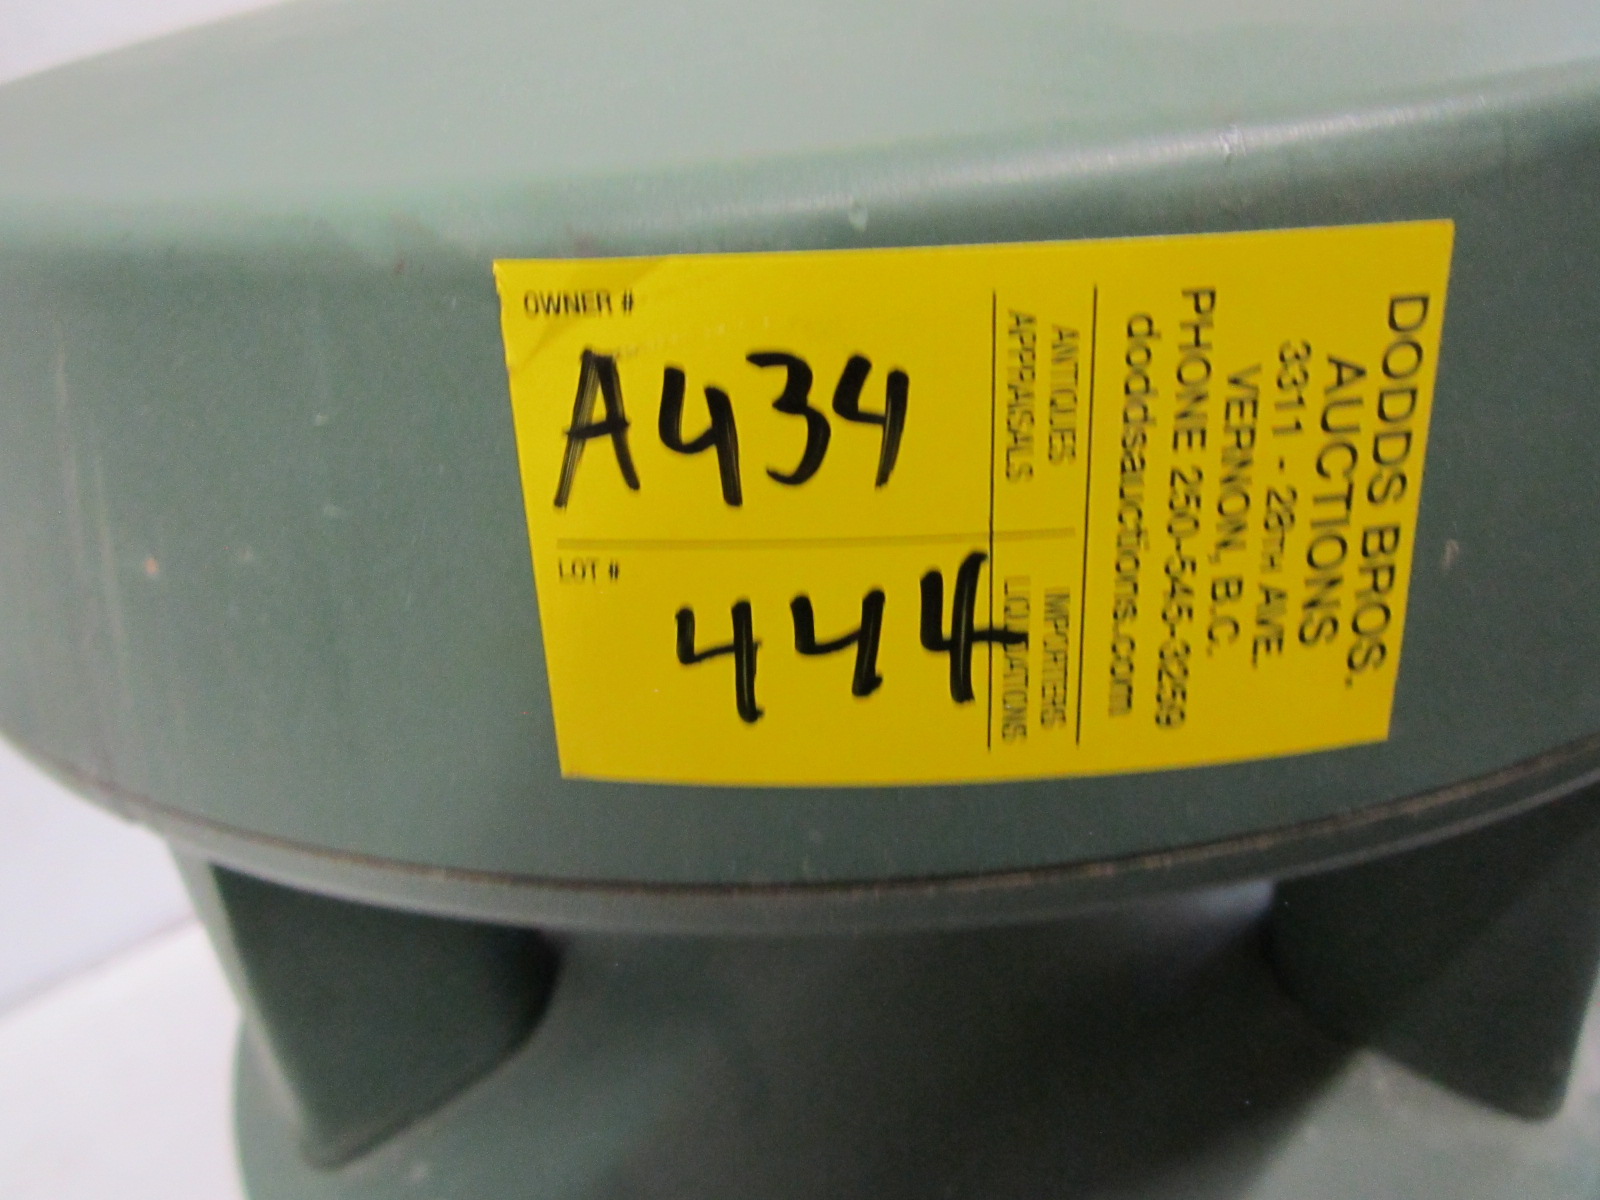 OWNER #
A434
LOT #
444
ANTIQUES IMPORTERS
APPRAISALS LIQUIDATIONS
DODDS BROS.
AUCTIONS
3311 - 28TH AVE.
VERNON, B.C.
PHONE 250-545-3259
doddsauctions.com